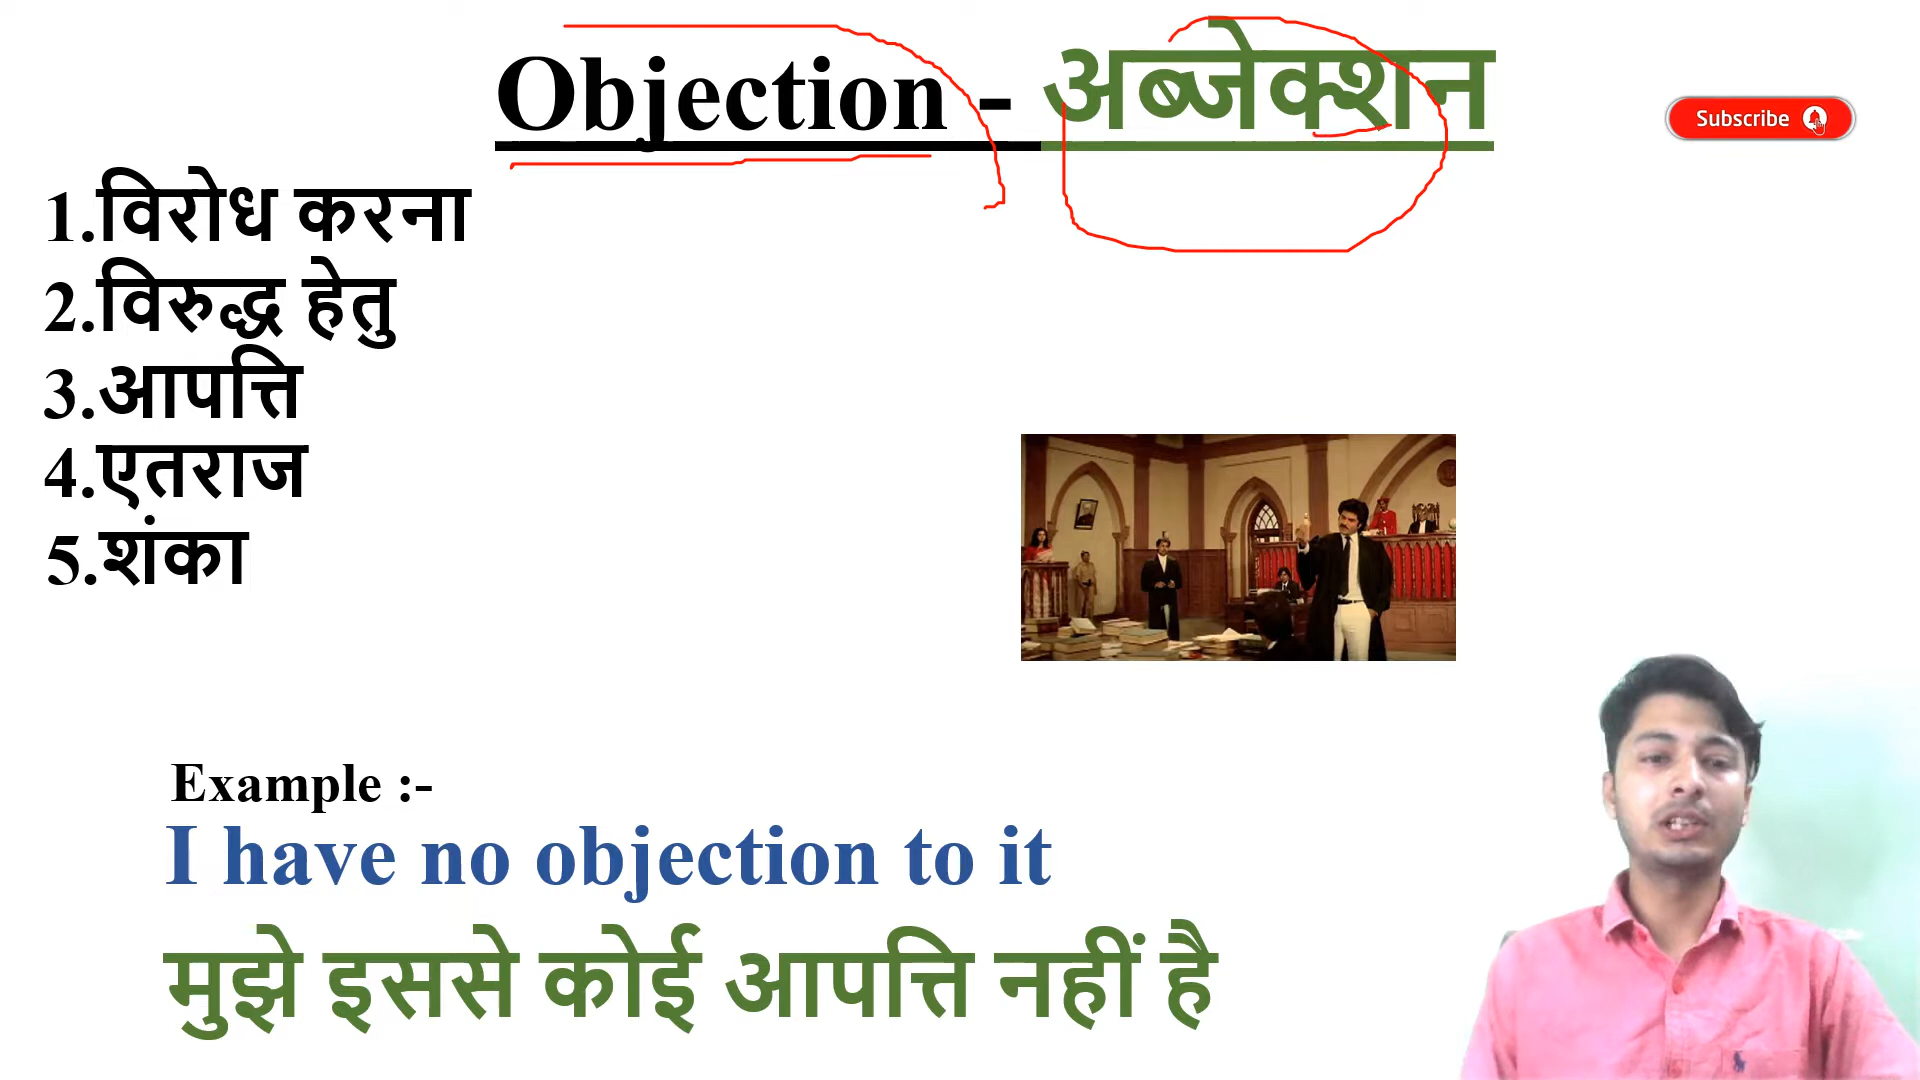 Objection - अब्जेक्शन
Subscribe
1.विरोध करना
2.विरुद्ध हेतु
3.आपत्ति
4.एतराज
5.शंका
Example :-
I have no objection to it
मुझे इससे कोई आपत्ति नहीं है